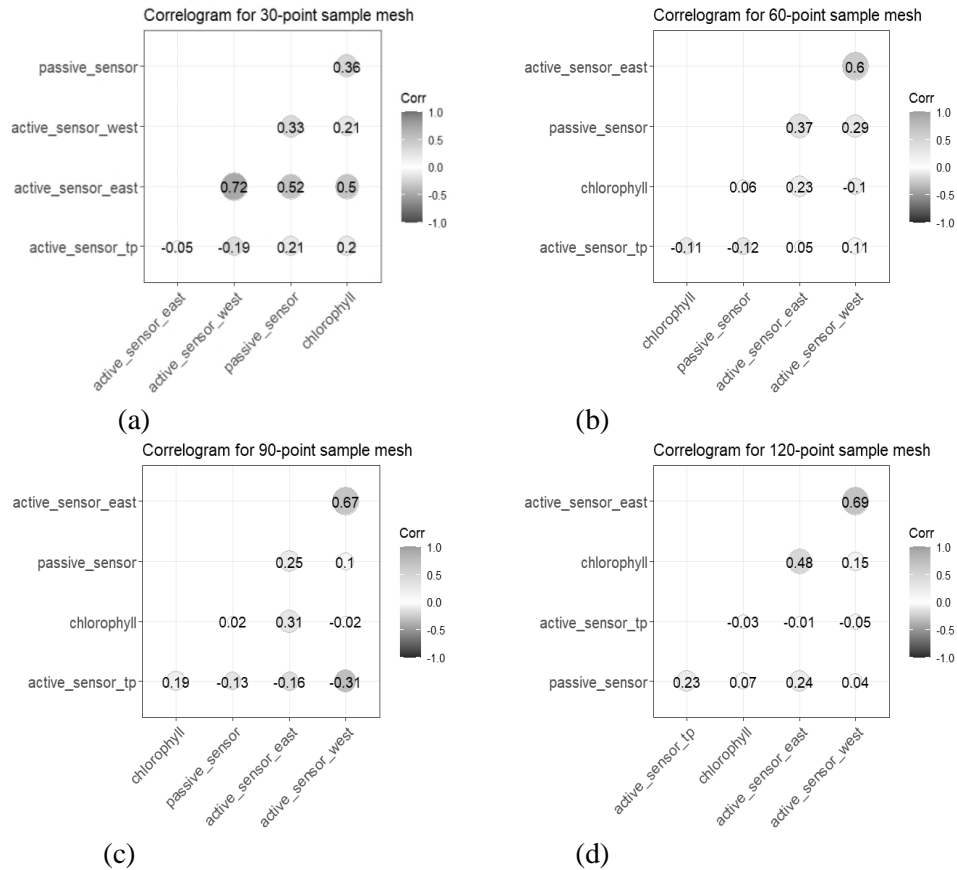 Correlogram for 30-point sample mesh
passive_sensor 0.36
active_sensor_west 0.33 0.21
active_sensor_east 0.72 0.52 0.5
active_sensor_tp -0.05 -0.19 0.21 0.2
active_sensor_east
active_sensor_west
passive_sensor
chlorophyll
Corr
1.0
0.5
0.0
-0.5
-1.0
(a)
Correlogram for 60-point sample mesh
active_sensor_east 0.6
passive_sensor 0.37 0.29
chlorophyll 0.06 0.23 -0.1
active_sensor_tp -0.11 -0.12 0.05 0.11
chlorophyll
passive_sensor
active_sensor_east
active_sensor_west
Corr
1.0
0.5
0.0
-0.5
-1.0
(b)
Correlogram for 90-point sample mesh
active_sensor_east 0.67
passive_sensor 0.25 0.1
chlorophyll 0.02 0.31 -0.02
active_sensor_tp 0.19 -0.13 -0.16 -0.31
chlorophyll
passive_sensor
active_sensor_east
active_sensor_west
Corr
1.0
0.5
0.0
-0.5
-1.0
(c)
Correlogram for 120-point sample mesh
active_sensor_east 0.69
chlorophyll 0.48 0.15
active_sensor_tp -0.03 -0.01 -0.05
passive_sensor 0.23 0.07 0.24 0.04
active_sensor_tp
chlorophyll
active_sensor_east
active_sensor_west
Corr
1.0
0.5
0.0
-0.5
-1.0
(d)